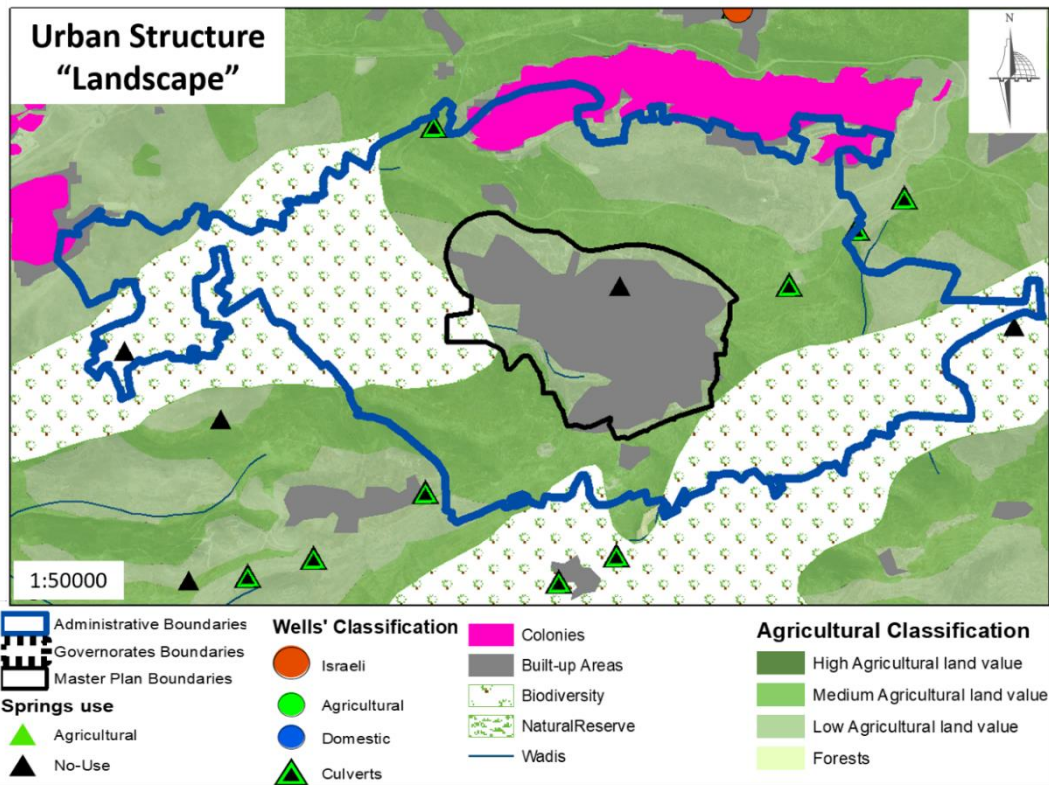 Urban Structure
“Landscape”
N
1:50000
Administrative Boundaries
Governorates Boundaries
Master Plan Boundaries
Springs use
Agricultural
No-Use
Wells' Classification
Israeli
Agricultural
Domestic
Culverts
Colonies
Built-up Areas
Biodiversity
NaturalReserve
Wadis
Agricultural Classification
High Agricultural land value
Medium Agricultural land value
Low Agricultural land value
Forests